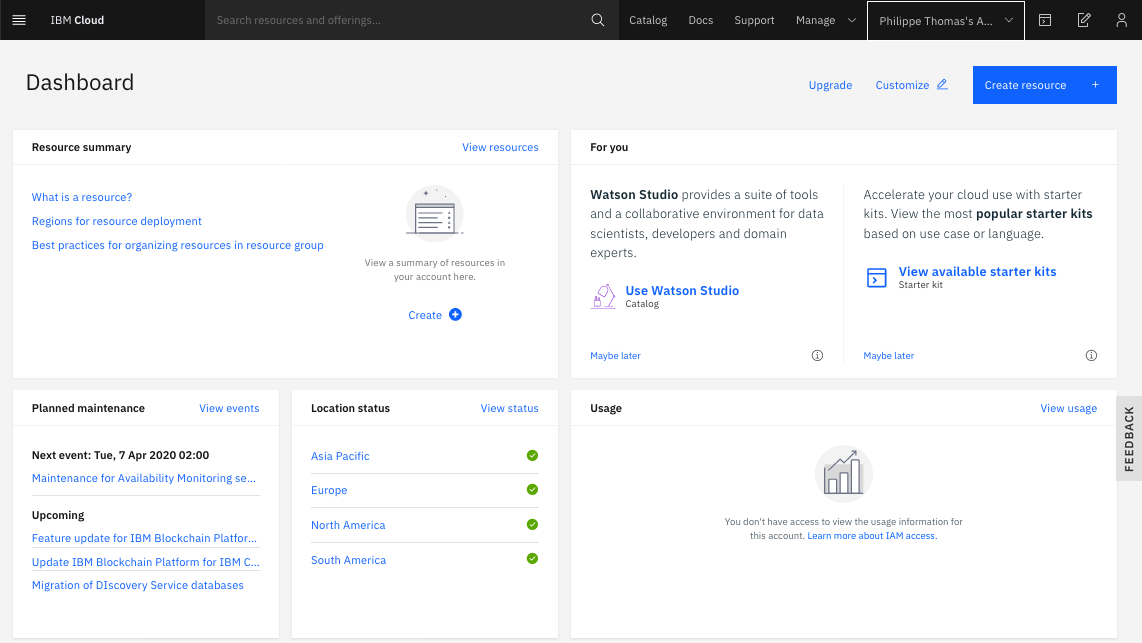 IBM Cloud
Search resources and offerings...
Catalog
Docs
Support
Manage
Philippe Thomas's A...
Dashboard
Upgrade
Customize
Create resource +
Resource summary
View resources
What is a resource?
Regions for resource deployment
Best practices for organizing resources in resource group
View a summary of resources in
your account here.
Create
For you
Watson Studio provides a suite of tools
and a collaborative environment for data
scientists, developers and domain
experts.
Use Watson Studio
Catalog
Maybe later
Accelerate your cloud use with starter
kits. View the most popular starter kits
based on use case or language.
View available starter kits
Starter kit
Maybe later
Planned maintenance
View events
Next event: Tue, 7 Apr 2020 02:00
Maintenance for Availability Monitoring se...
Upcoming
Feature update for IBM Blockchain Platfor...
Update IBM Blockchain Platform for IBM C...
Migration of DIscovery Service databases
Location status
View status
Asia Pacific
Europe
North America
South America
Usage
View usage
You don't have access to view the usage information for
this account. Learn more about IAM access.
FEEDBACK